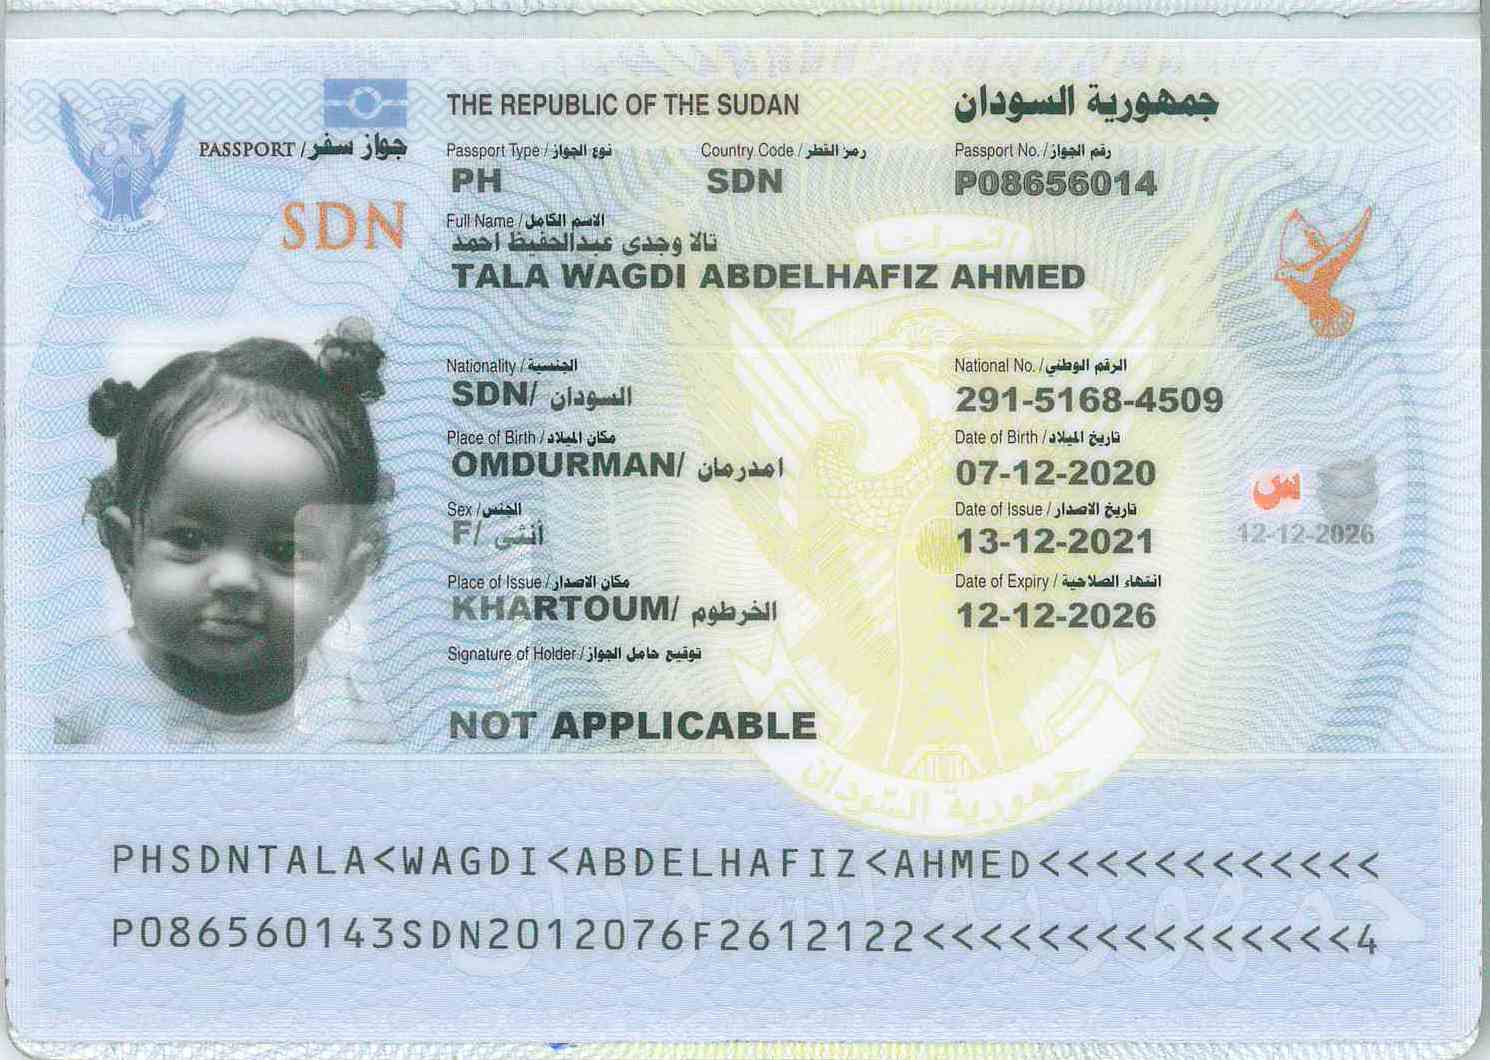 THE REPUBLIC OF THE SUDAN جمهورية السودان
PASSPORT / جواز سفر
Passport Type / نوع الجواز Country Code / رمز القطر Passport No. / رقم الجواز
PH SDN P08656014
SDN
Full Name / الاسم الكامل
تالا وجدى عبدالحفيظ احمد
TALA WAGDI ABDELHAFIZ AHMED
Nationality / الجنسية National No. / الرقم الوطني
SDN/ السودان 291-5168-4509
Place of Birth / مكان الميلاد Date of Birth / تاريخ الميلاد
OMDURMAN/ امدرمان 07-12-2020
س
Sex / الجنس Date of Issue / تاريخ الاصدار
F/ أنثى 13-12-2021 12-12-2026
Place of Issue / مكان الاصدار Date of Expiry / انتهاء الصلاحية
KHARTOUM/ الخرطوم 12-12-2026
Signature of Holder / توقيع حامل الجواز
NOT APPLICABLE
جمهورية السودان
PHSDNTALA<WAGDI<ABDELHAFIZ<AHMED<<<<<<<<<<<<
P086560143SDN2012076F2612122<<<<<<<<<<<<<<<4
جمهورية السودان